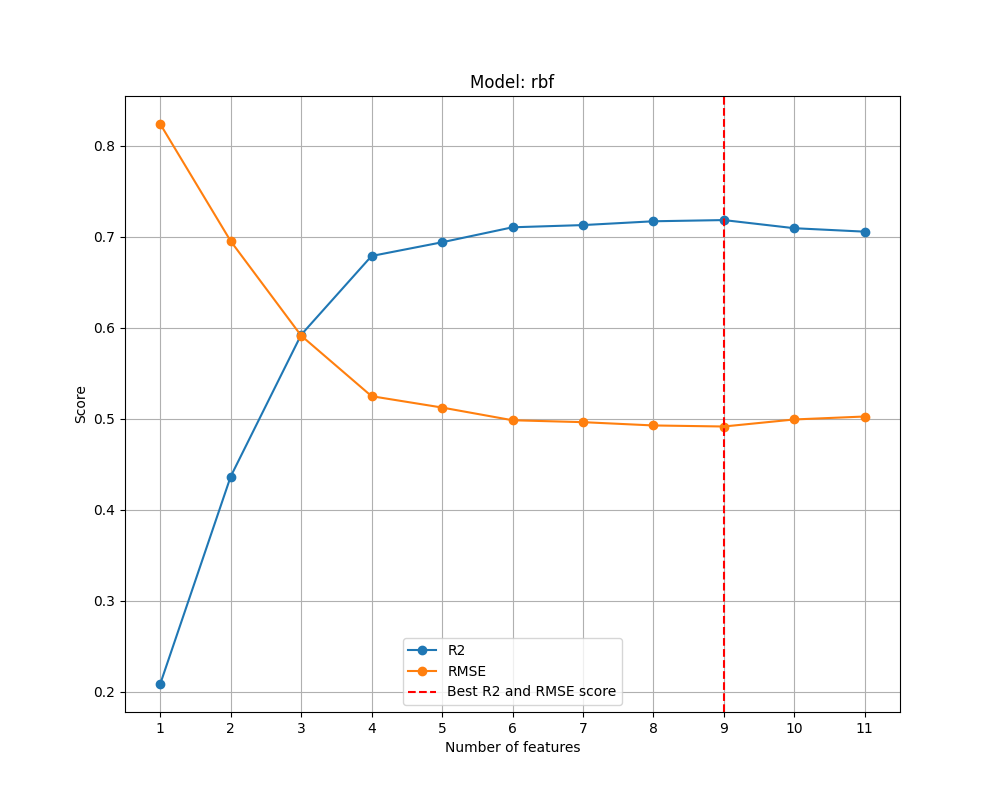 Model: rbf
0.8
0.7
0.6
0.5
0.4
0.3
0.2
Score
R2
RMSE
Best R2 and RMSE score
1 2 3 4 5 6 7 8 9 10 11
Number of features